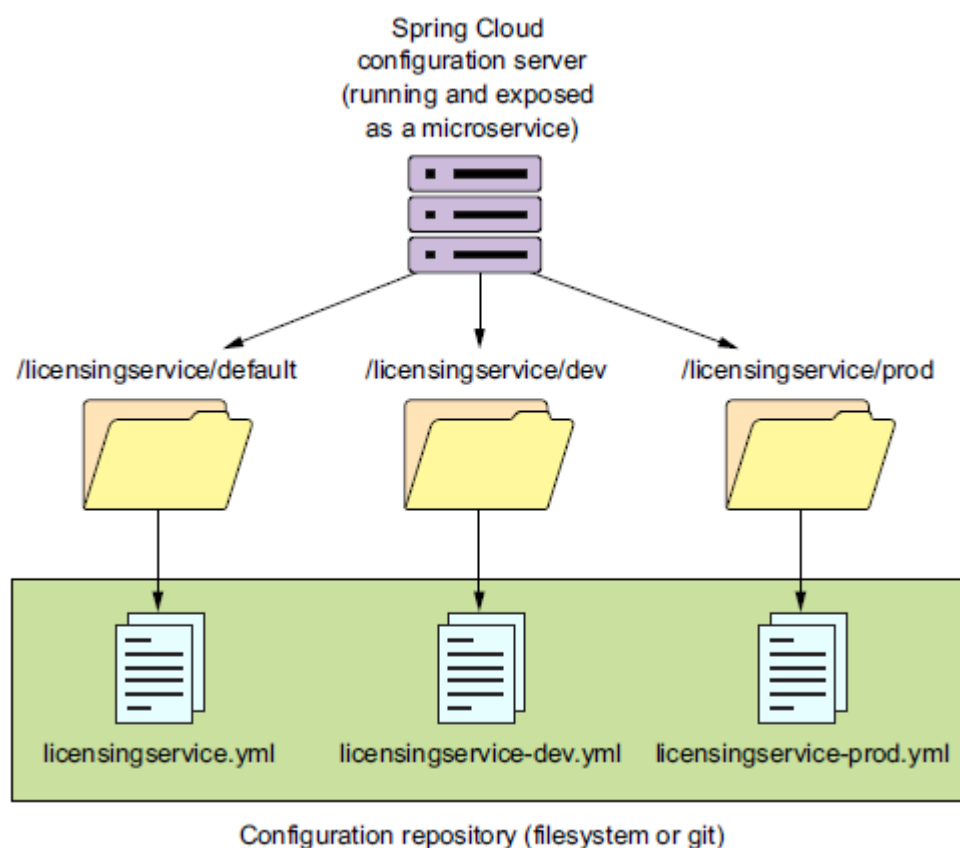 Spring Cloud
configuration server
(running and exposed
as a microservice)
/licensingservice/default
/licensingservice/dev
/licensingservice/prod
licensingservice.yml
licensingservice-dev.yml
licensingservice-prod.yml
Configuration repository (filesystem or git)